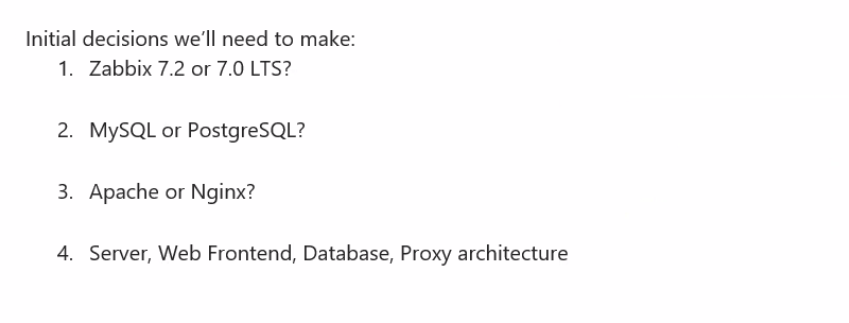 Initial decisions we'll need to make:
1. Zabbix 7.2 or 7.0 LTS?
2. MySQL or PostgreSQL?
3. Apache or Nginx?
4. Server, Web Frontend, Database, Proxy architecture